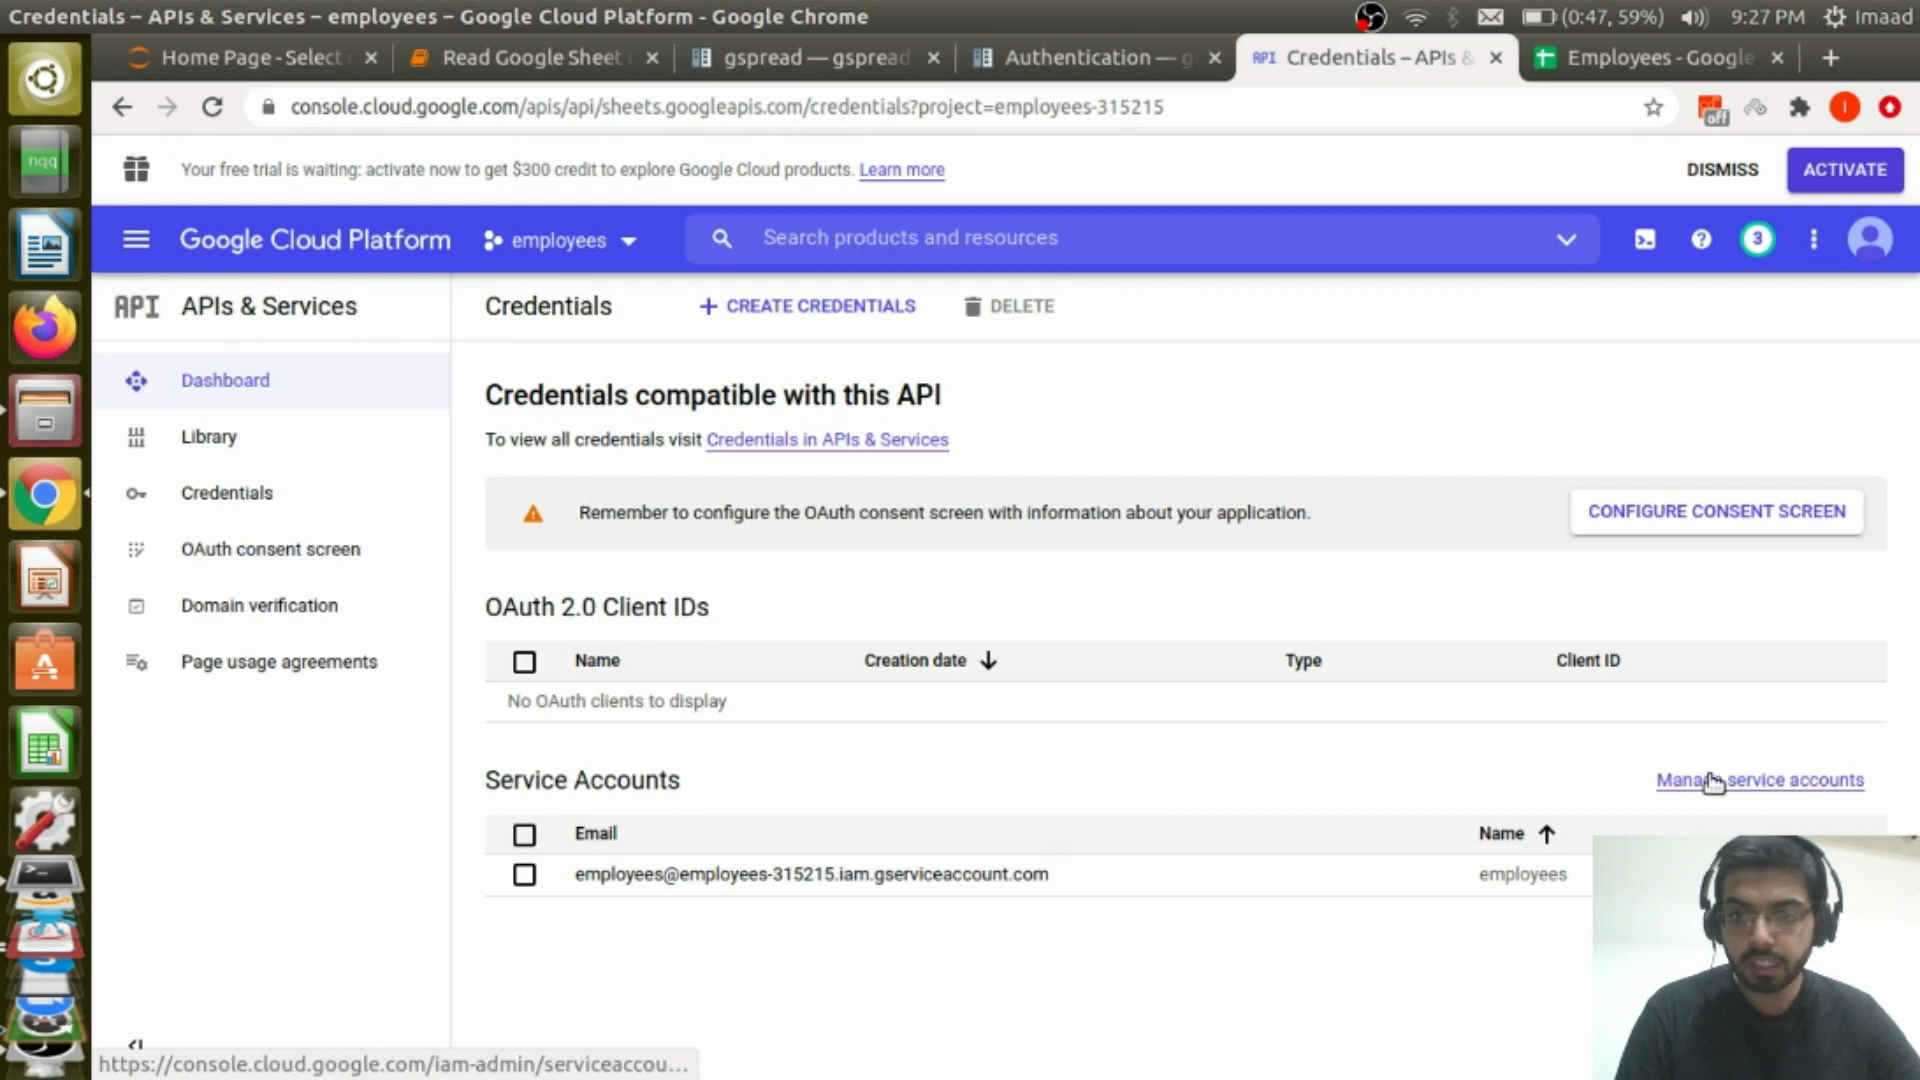 Credentials – APIs & Services – employees – Google Cloud Platform - Google Chrome
(0:47, 59%)
9:27 PM
Imaad
Home Page - Select
Read Google Sheet
gspread — gspread
Authentication — g
API Credentials – APIs &
Employees - Google
console.cloud.google.com/apis/api/sheets.googleapis.com/credentials?project=employees-315215
off
I
Your free trial is waiting: activate now to get $300 credit to explore Google Cloud products. Learn more
DISMISS
ACTIVATE
nqq
Google Cloud Platform
employees
Search products and resources
3
API APIs & Services
Credentials
CREATE CREDENTIALS
DELETE
Dashboard
Library
Credentials
OAuth consent screen
Domain verification
Page usage agreements
Credentials compatible with this API
To view all credentials visit Credentials in APIs & Services
Remember to configure the OAuth consent screen with information about your application.
CONFIGURE CONSENT SCREEN
OAuth 2.0 Client IDs
Name
Creation date
Type
Client ID
No OAuth clients to display
Service Accounts
service accounts
Email
Name
employees@employees-315215.iam.gserviceaccount.com
employees
https://console.cloud.google.com/iam-admin/serviceaccou...